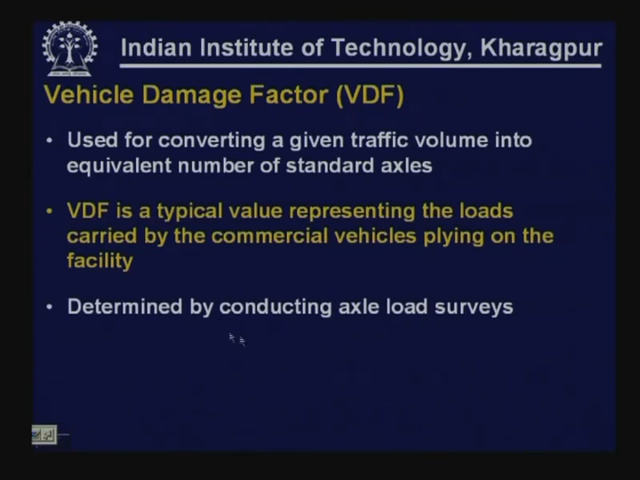 Indian Institute of Technology, Kharagpur
Vehicle Damage Factor (VDF)
• Used for converting a given traffic volume into
equivalent number of standard axles
• VDF is a typical value representing the loads
carried by the commercial vehicles plying on the
facility
• Determined by conducting axle load surveys